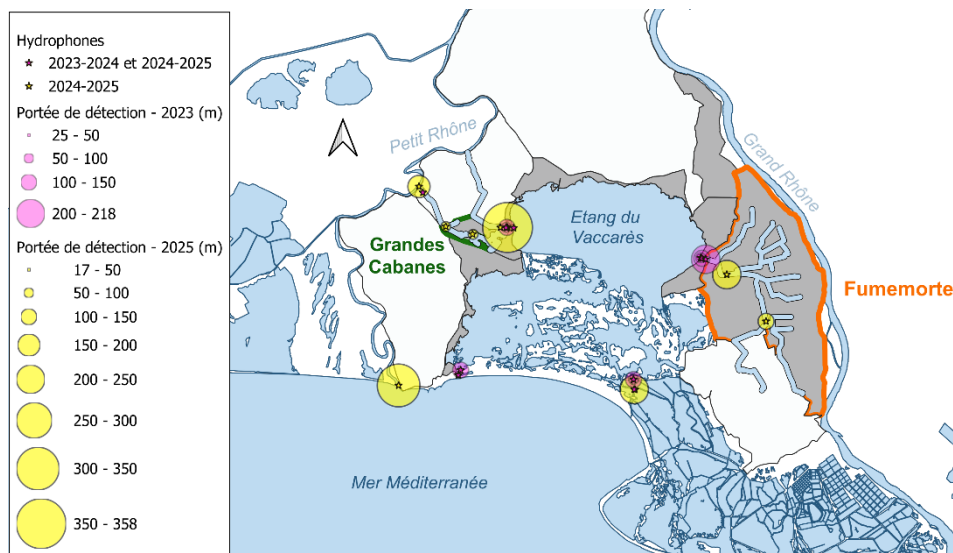 Hydrophones
2023-2024 et 2024-2025
2024-2025
Portée de détection - 2023 (m)
25 - 50
50 - 100
100 - 150
200 - 218
Portée de détection - 2025 (m)
17 - 50
50 - 100
100 - 150
150 - 200
200 - 250
250 - 300
300 - 350
350 - 358
Petit Rhône
Grand Rhône
Etang du
Vaccarès
Grandes
Cabanes
Fumemorte
Mer Méditerranée